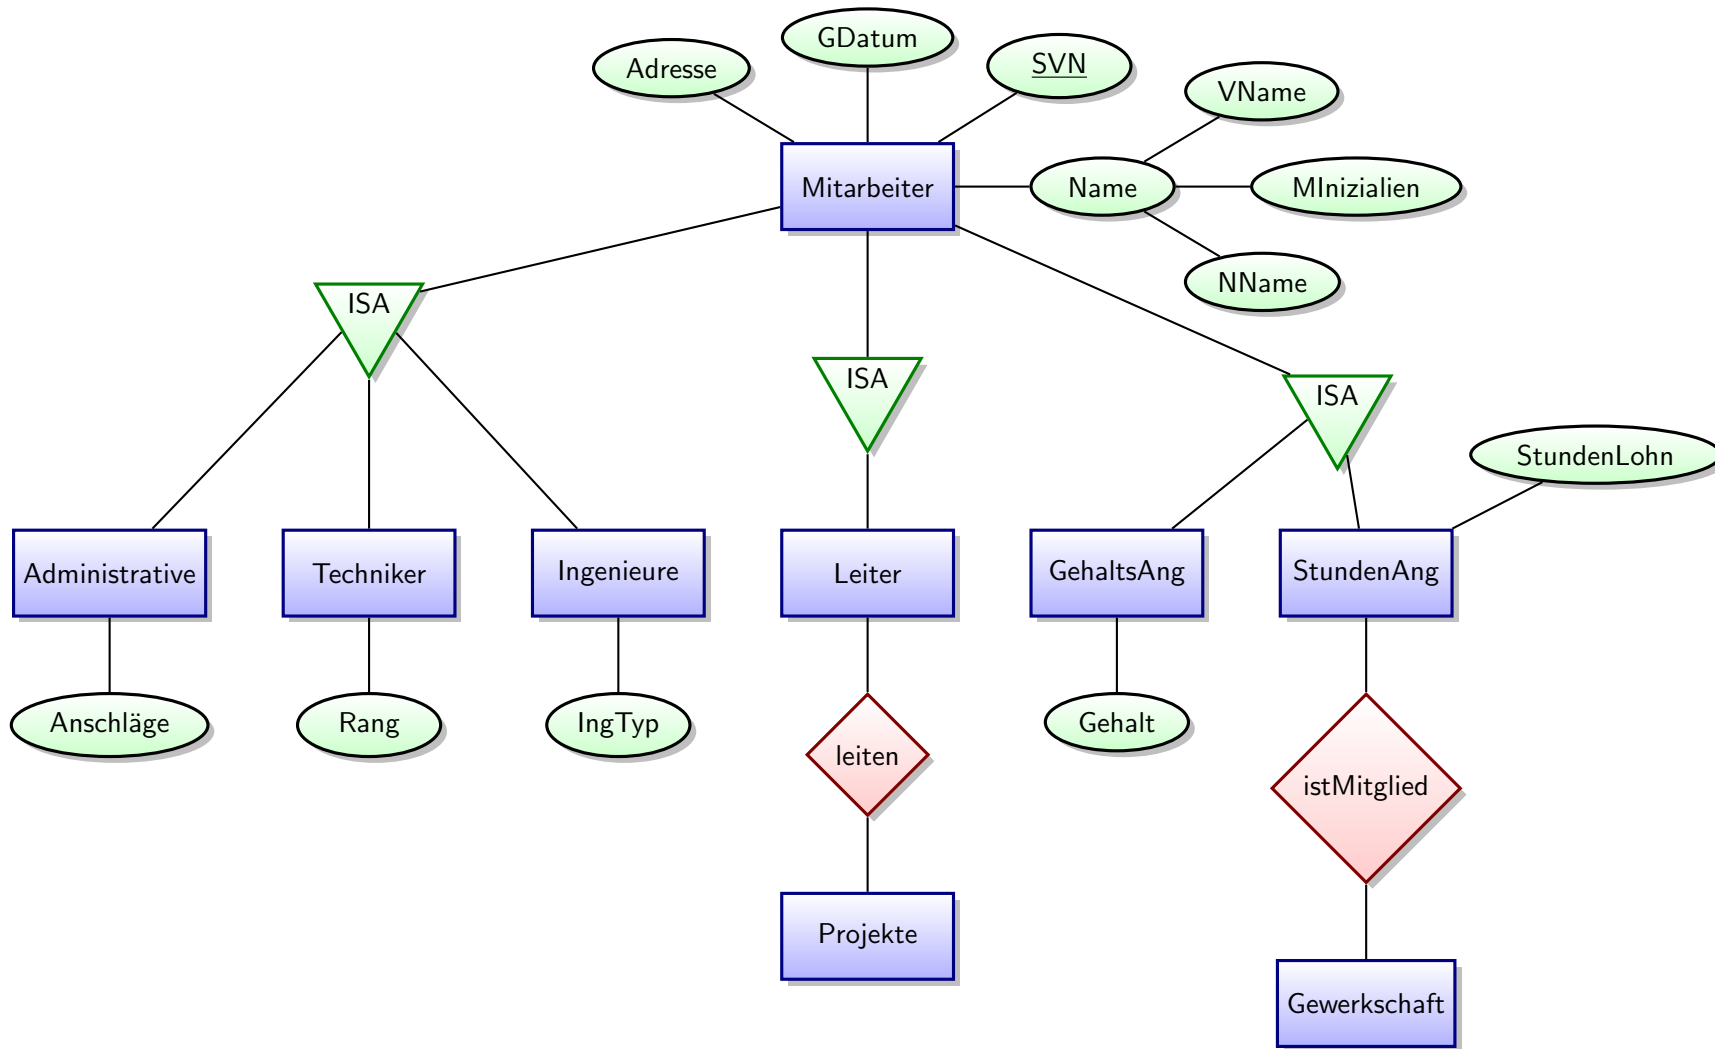 GDatum
SVN
Adresse
VName
Mitarbeiter
Name
MInizialien
NName
ISA
ISA
ISA
StundenLohn
Administrative
Techniker
Ingenieure
Leiter
GehaltsAng
StundenAng
Anschläge
Rang
IngTyp
Gehalt
leiten
istMitglied
Projekte
Gewerkschaft